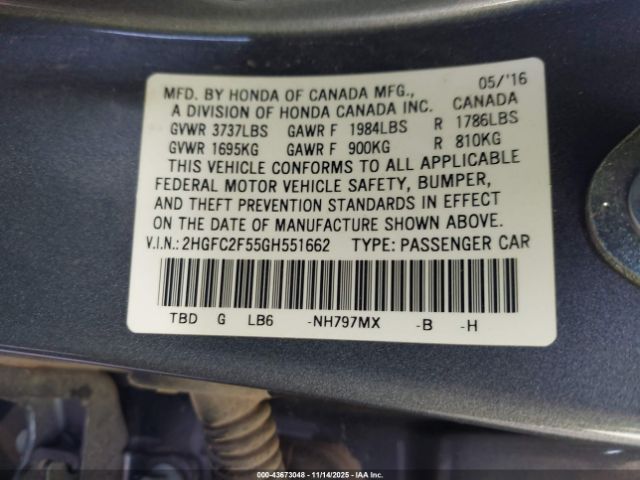 MFD. BY HONDA OF CANADA MFG., 05/'16
A DIVISION OF HONDA CANADA INC. CANADA
GVWR 3737LBS GAWR F 1984LBS R 1786LBS
GVWR 1695KG GAWR F 900KG R 810KG
THIS VEHICLE CONFORMS TO ALL APPLICABLE
FEDERAL MOTOR VEHICLE SAFETY, BUMPER,
AND THEFT PREVENTION STANDARDS IN EFFECT
ON THE DATE OF MANUFACTURE SHOWN ABOVE.
V.I.N.: 2HGFC2F55GH551662 TYPE: PASSENGER CAR
TBD G LB6 -NH797MX -B -H
000-43673048 - 11/14/2025 - IAA Inc.